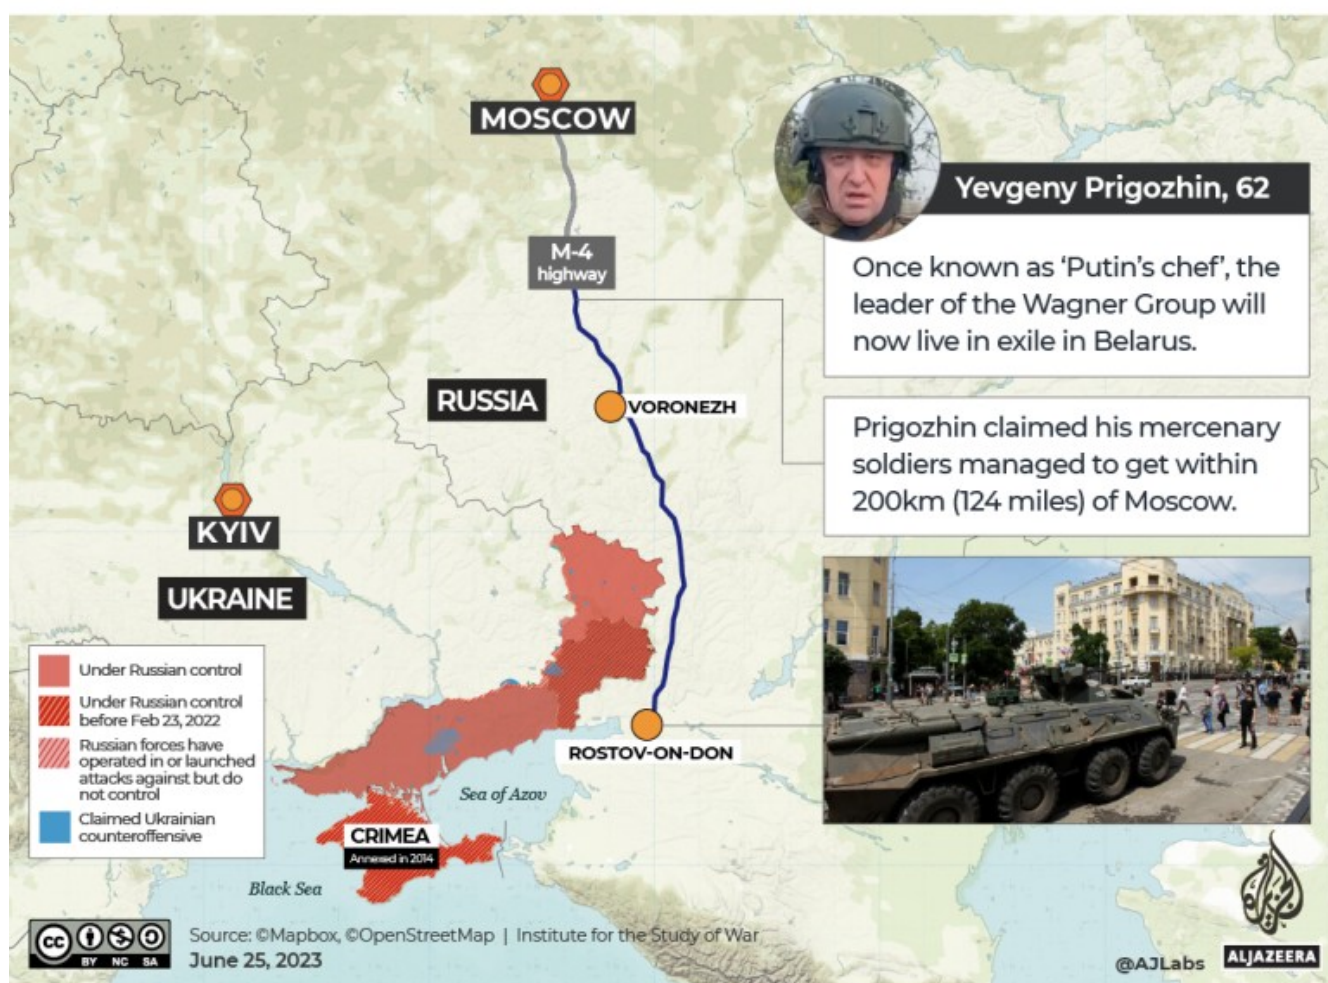 MOSCOW
M-4
highway
RUSSIA
VORONEZH
KYIV
UKRAINE
ROSTOV-ON-DON
Sea of Azov
CRIMEA
Annexed in 2014
Black Sea
Yevgeny Prigozhin, 62
Once known as ‘Putin’s chef’, the
leader of the Wagner Group will
now live in exile in Belarus.
Prigozhin claimed his mercenary
soldiers managed to get within
200km (124 miles) of Moscow.
Under Russian control
Under Russian control
before Feb 23, 2022
Russian forces have
operated in or launched
attacks against but do
not control
Claimed Ukrainian
counteroffensive
cc
BY NC SA
Source: ©Mapbox, ©OpenStreetMap | Institute for the Study of War
June 25, 2023
@AJLabs
الجزيرة
ALJAZEERA